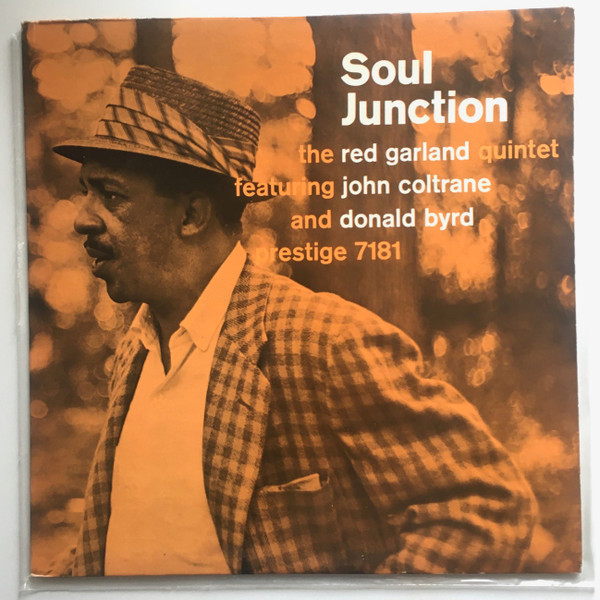 Soul
Junction
the red garland quintet
featuring john coltrane
and donald byrd
prestige 7181